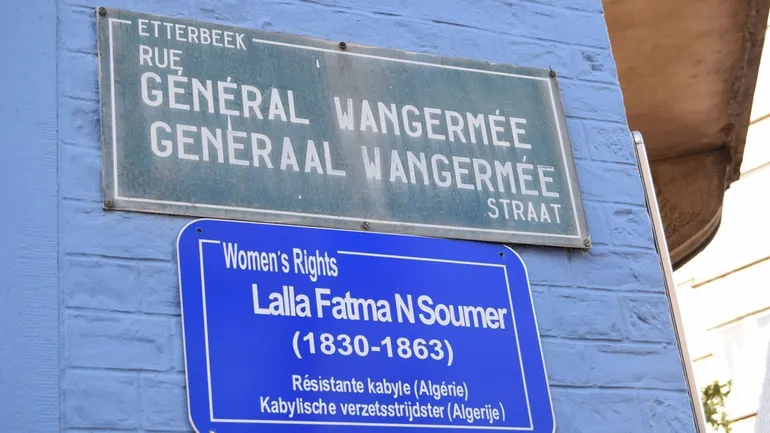 ETTERBEEK
RUE
GÉNÉRAL WANGERMÉE
GENERAAL WANGERMÉE
STRAAT
Women's Rights
Lalla Fatma N Soumer
(1830-1863)
Résistante kabyle (Algérie)
Kabylische verzetsstrijdster (Algerije)